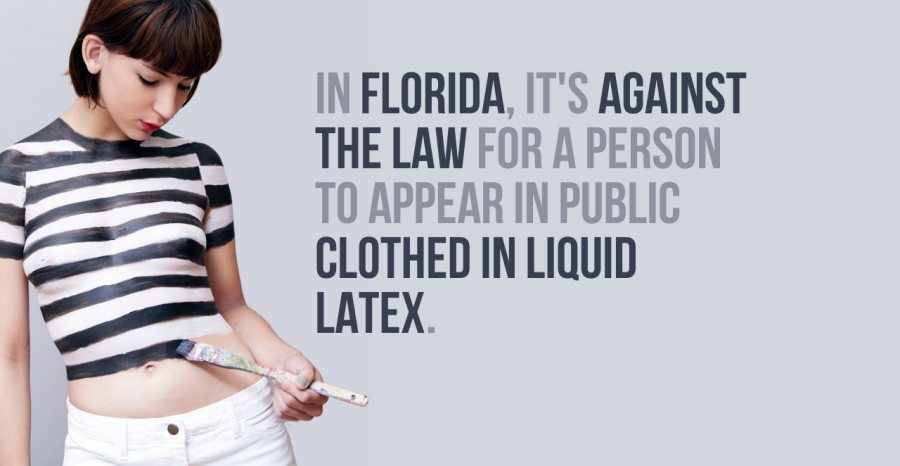 IN FLORIDA, IT'S AGAINST
THE LAW FOR A PERSON
TO APPEAR IN PUBLIC
CLOTHED IN LIQUID
LATEX.